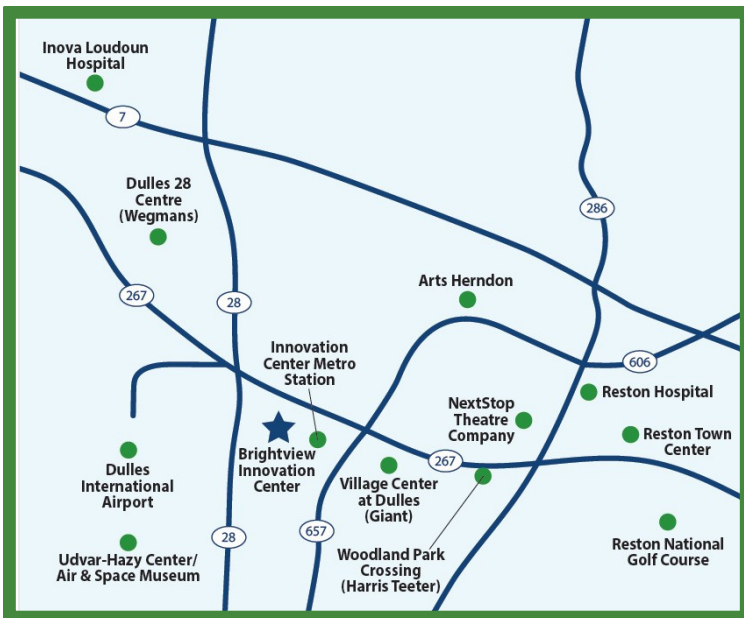 Inova Loudoun
Hospital
7
Dulles 28
Centre
(Wegmans)
286
267
28
Arts Herndon
Innovation
Center Metro
Station
606
Reston Hospital
NextStop
Theatre
Company
Reston Town
Center
Brightview
Innovation
Center
267
Dulles
International
Airport
Village Center
at Dulles
(Giant)
28
657
Udvar-Hazy Center/
Air & Space Museum
Woodland Park
Crossing
(Harris Teeter)
Reston National
Golf Course